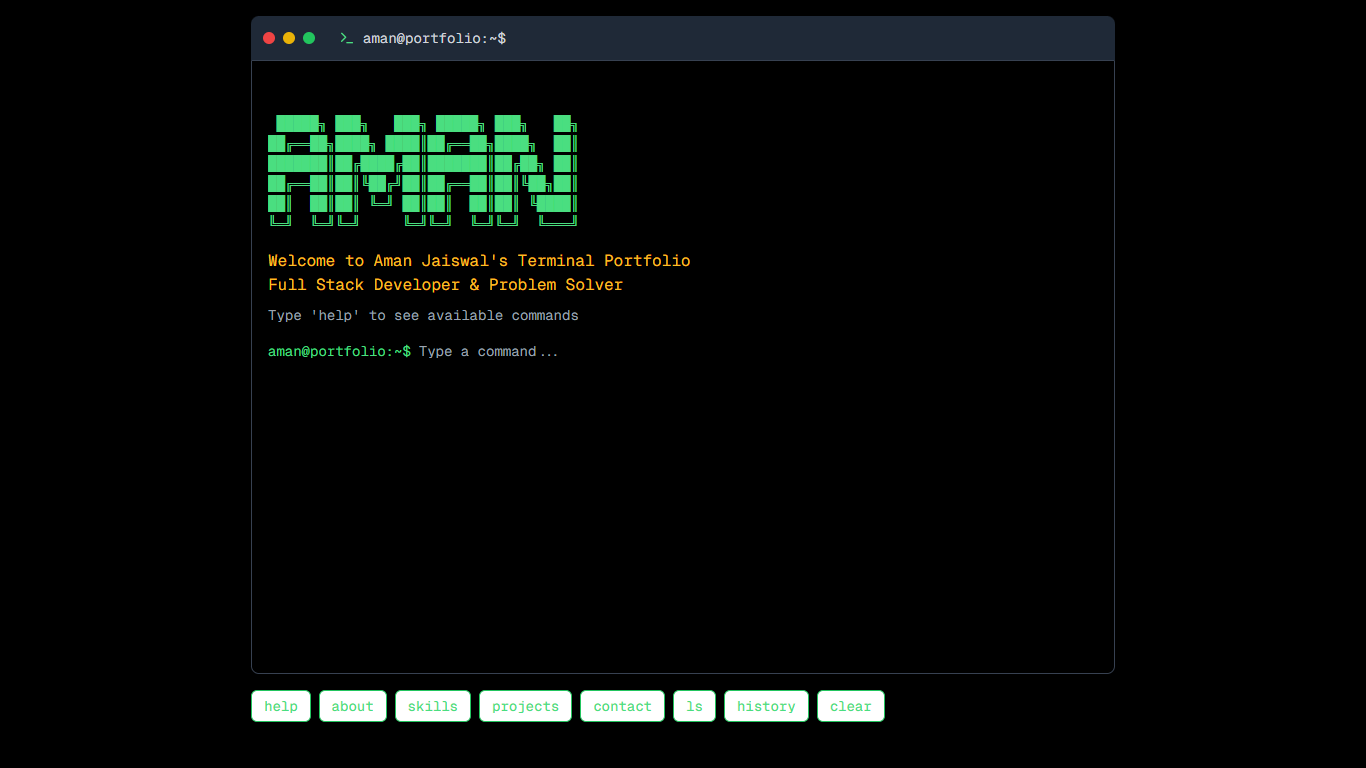 aman@portfolio:~$
 █████╗ ███╗   ███╗ █████╗ ███╗   ██╗
██╔══██╗████╗ ████║██╔══██╗████╗  ██║
███████║██╔████╔██║███████║██╔██╗ ██║
██╔══██║██║╚██╔╝██║██╔══██║██║╚██╗██║
██║  ██║██║ ╚═╝ ██║██║  ██║██║ ╚████║
╚═╝  ╚═╝╚═╝     ╚═╝╚═╝  ╚═╝╚═╝  ╚═══╝
Welcome to Aman Jaiswal's Terminal Portfolio
Full Stack Developer & Problem Solver
Type 'help' to see available commands
aman@portfolio:~$ Type a command...
help about skills projects contact ls history clear